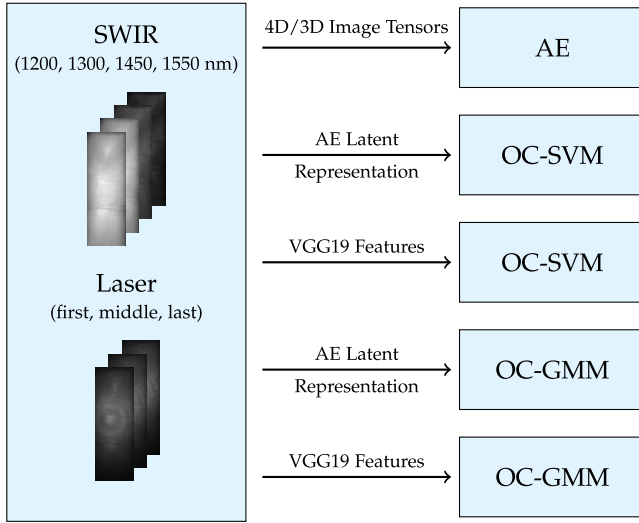 SWIR
(1200, 1300, 1450, 1550 nm)
Laser
(first, middle, last)
4D/3D Image Tensors
AE
AE Latent
Representation
OC-SVM
VGG19 Features
OC-SVM
AE Latent
Representation
OC-GMM
VGG19 Features
OC-GMM